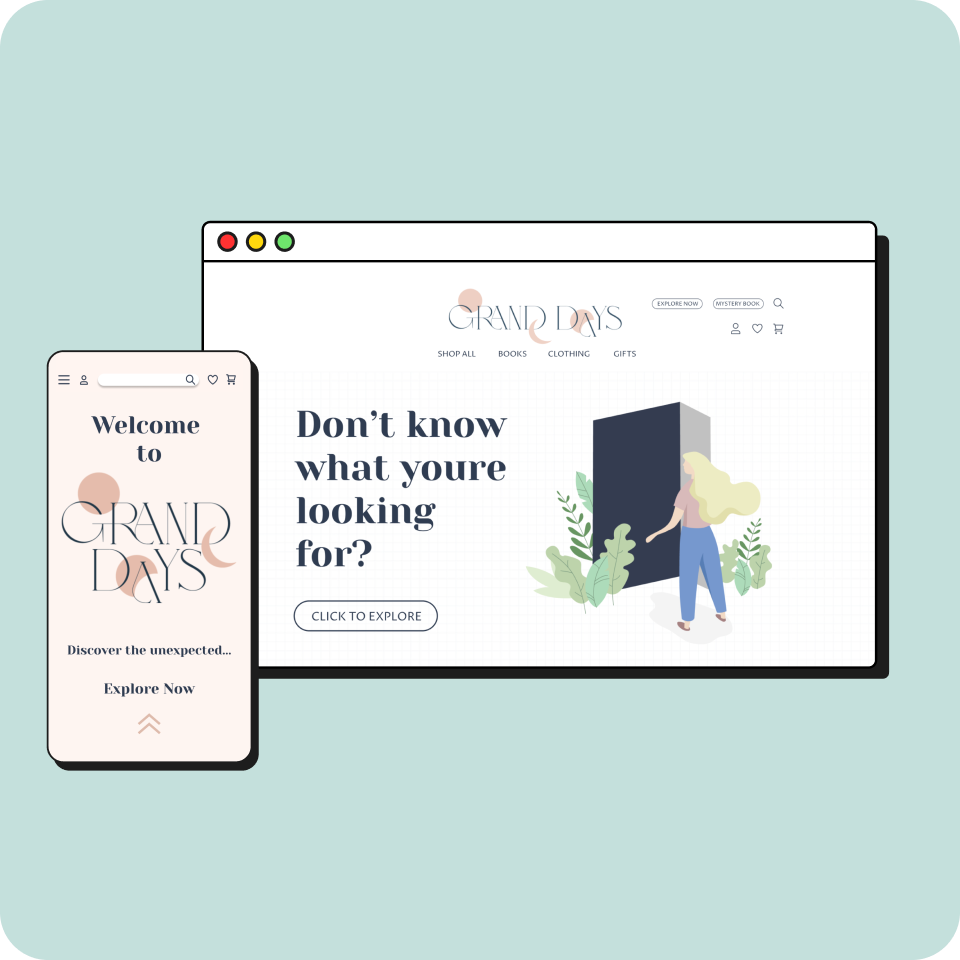 GRAND DAYS
EXPLORE NOW
MYSTERY BOOK
SHOP ALL BOOKS CLOTHING GIFTS
Don't know
what youre
looking
for?
CLICK TO EXPLORE
Welcome
to
GRAND
DAYS
Discover the unexpected...
Explore Now